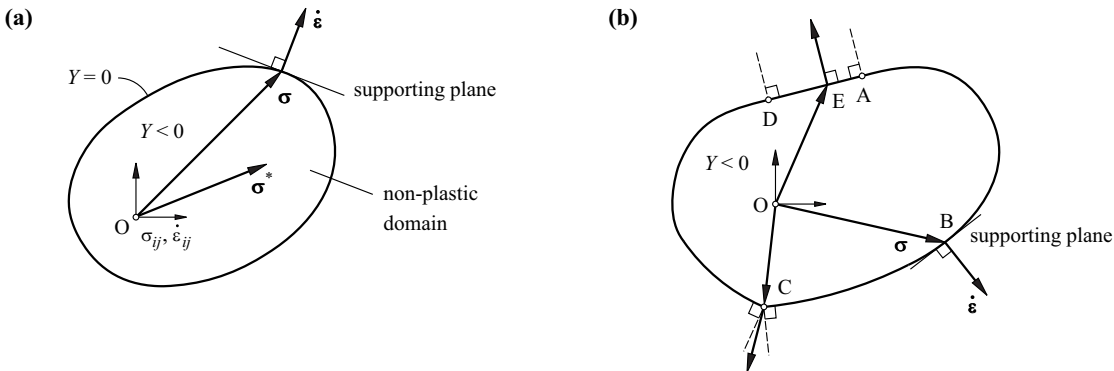 (a)
ε̇
Y = 0
supporting plane
σ
Y < 0
σ*
non-plastic
domain
O
σij, ε̇ij
(b)
E
A
D
Y < 0
O
B
supporting plane
σ
C
ε̇